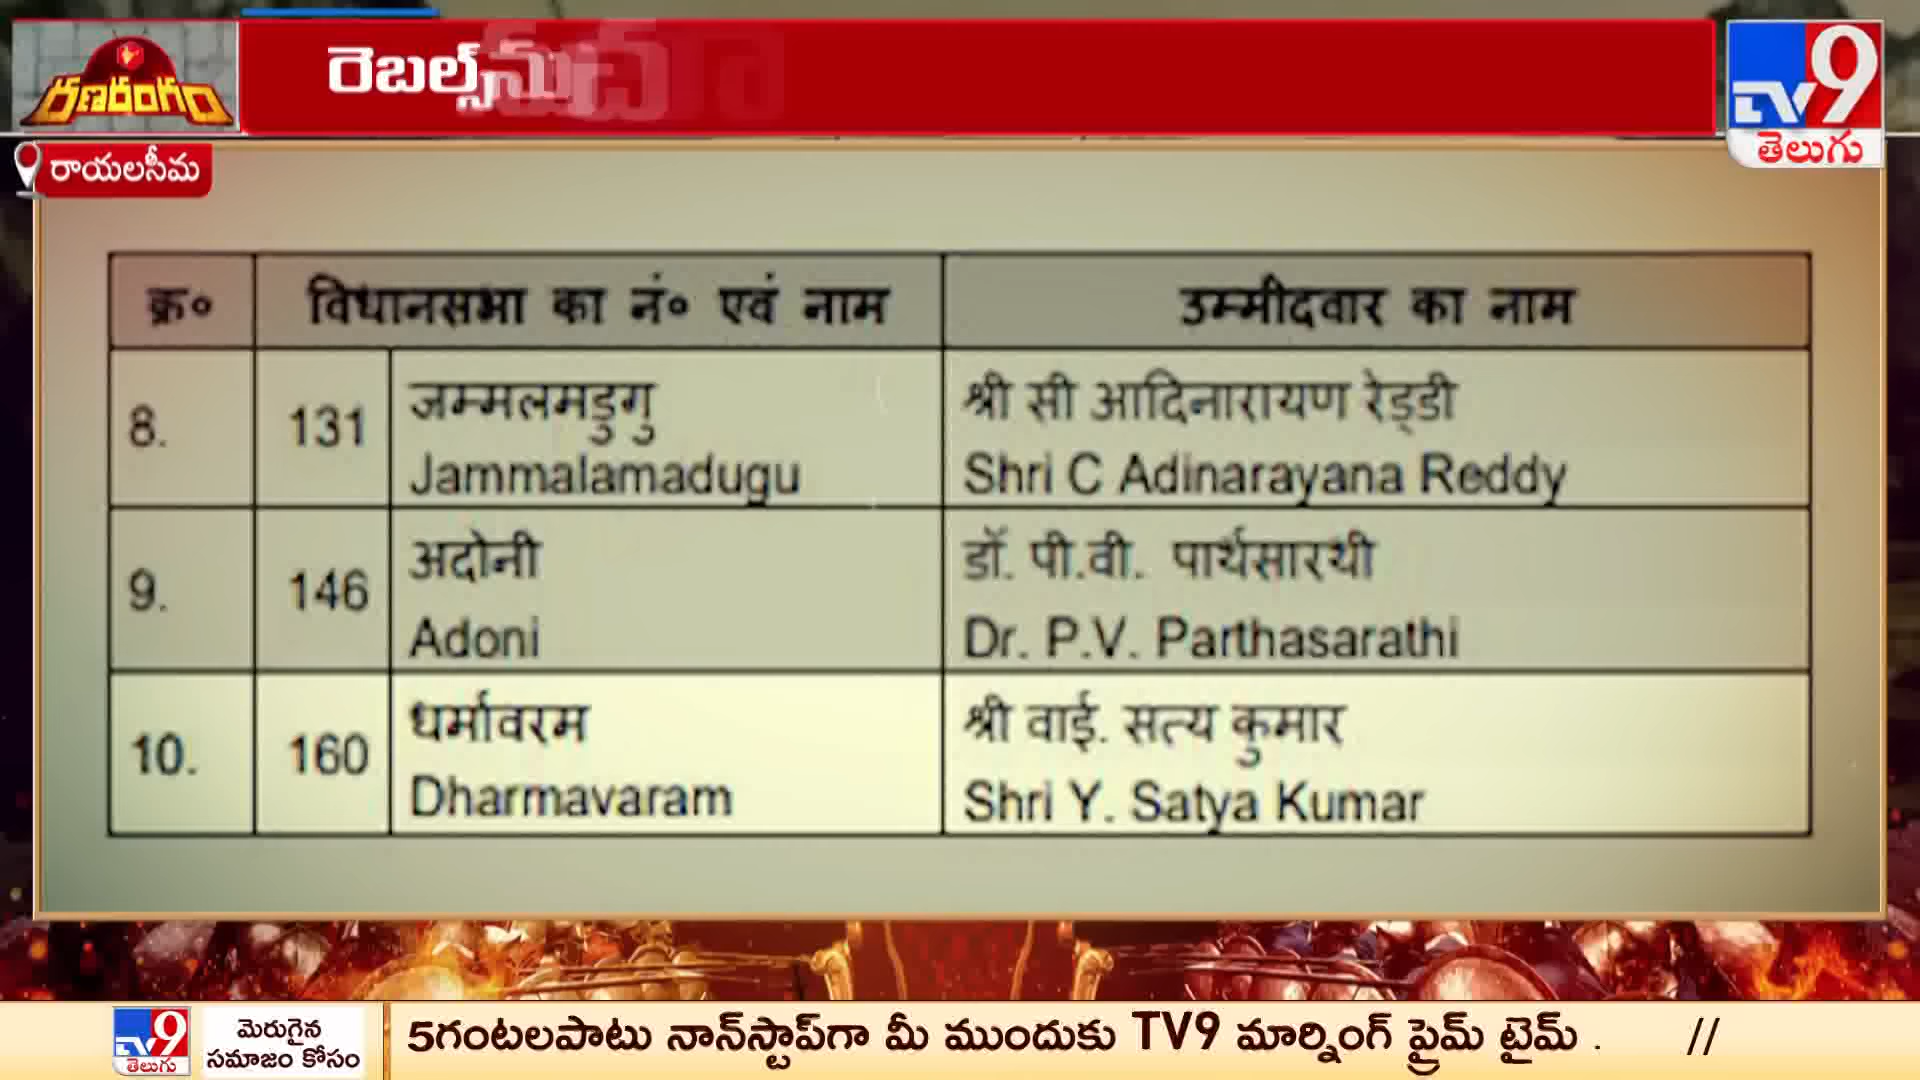 రణరంగం
రెబల్స్‌ను
TV9
తెలుగు
రాయలసీమ
क्र० विधानसभा का नं० एवं नाम उम्मीदवार का नाम
8. 131 जम्मलमडुगु श्री सी आदिनारायण रेड्डी
Jammalamadugu Shri C Adinarayana Reddy
9. 146 अदोनी डॉ. पी.वी. पार्थसारथी
Adoni Dr. P.V. Parthasarathi
10. 160 धर्मावरम श्री वाई. सत्य कुमार
Dharmavaram Shri Y. Satya Kumar
TV9 తెలుగు
మెరుగైన
సమాజం కోసం
5గంటలపాటు నాన్‌స్టాప్‌గా మీ ముందుకు TV9 మార్నింగ్ ప్రైమ్ టైమ్ . //